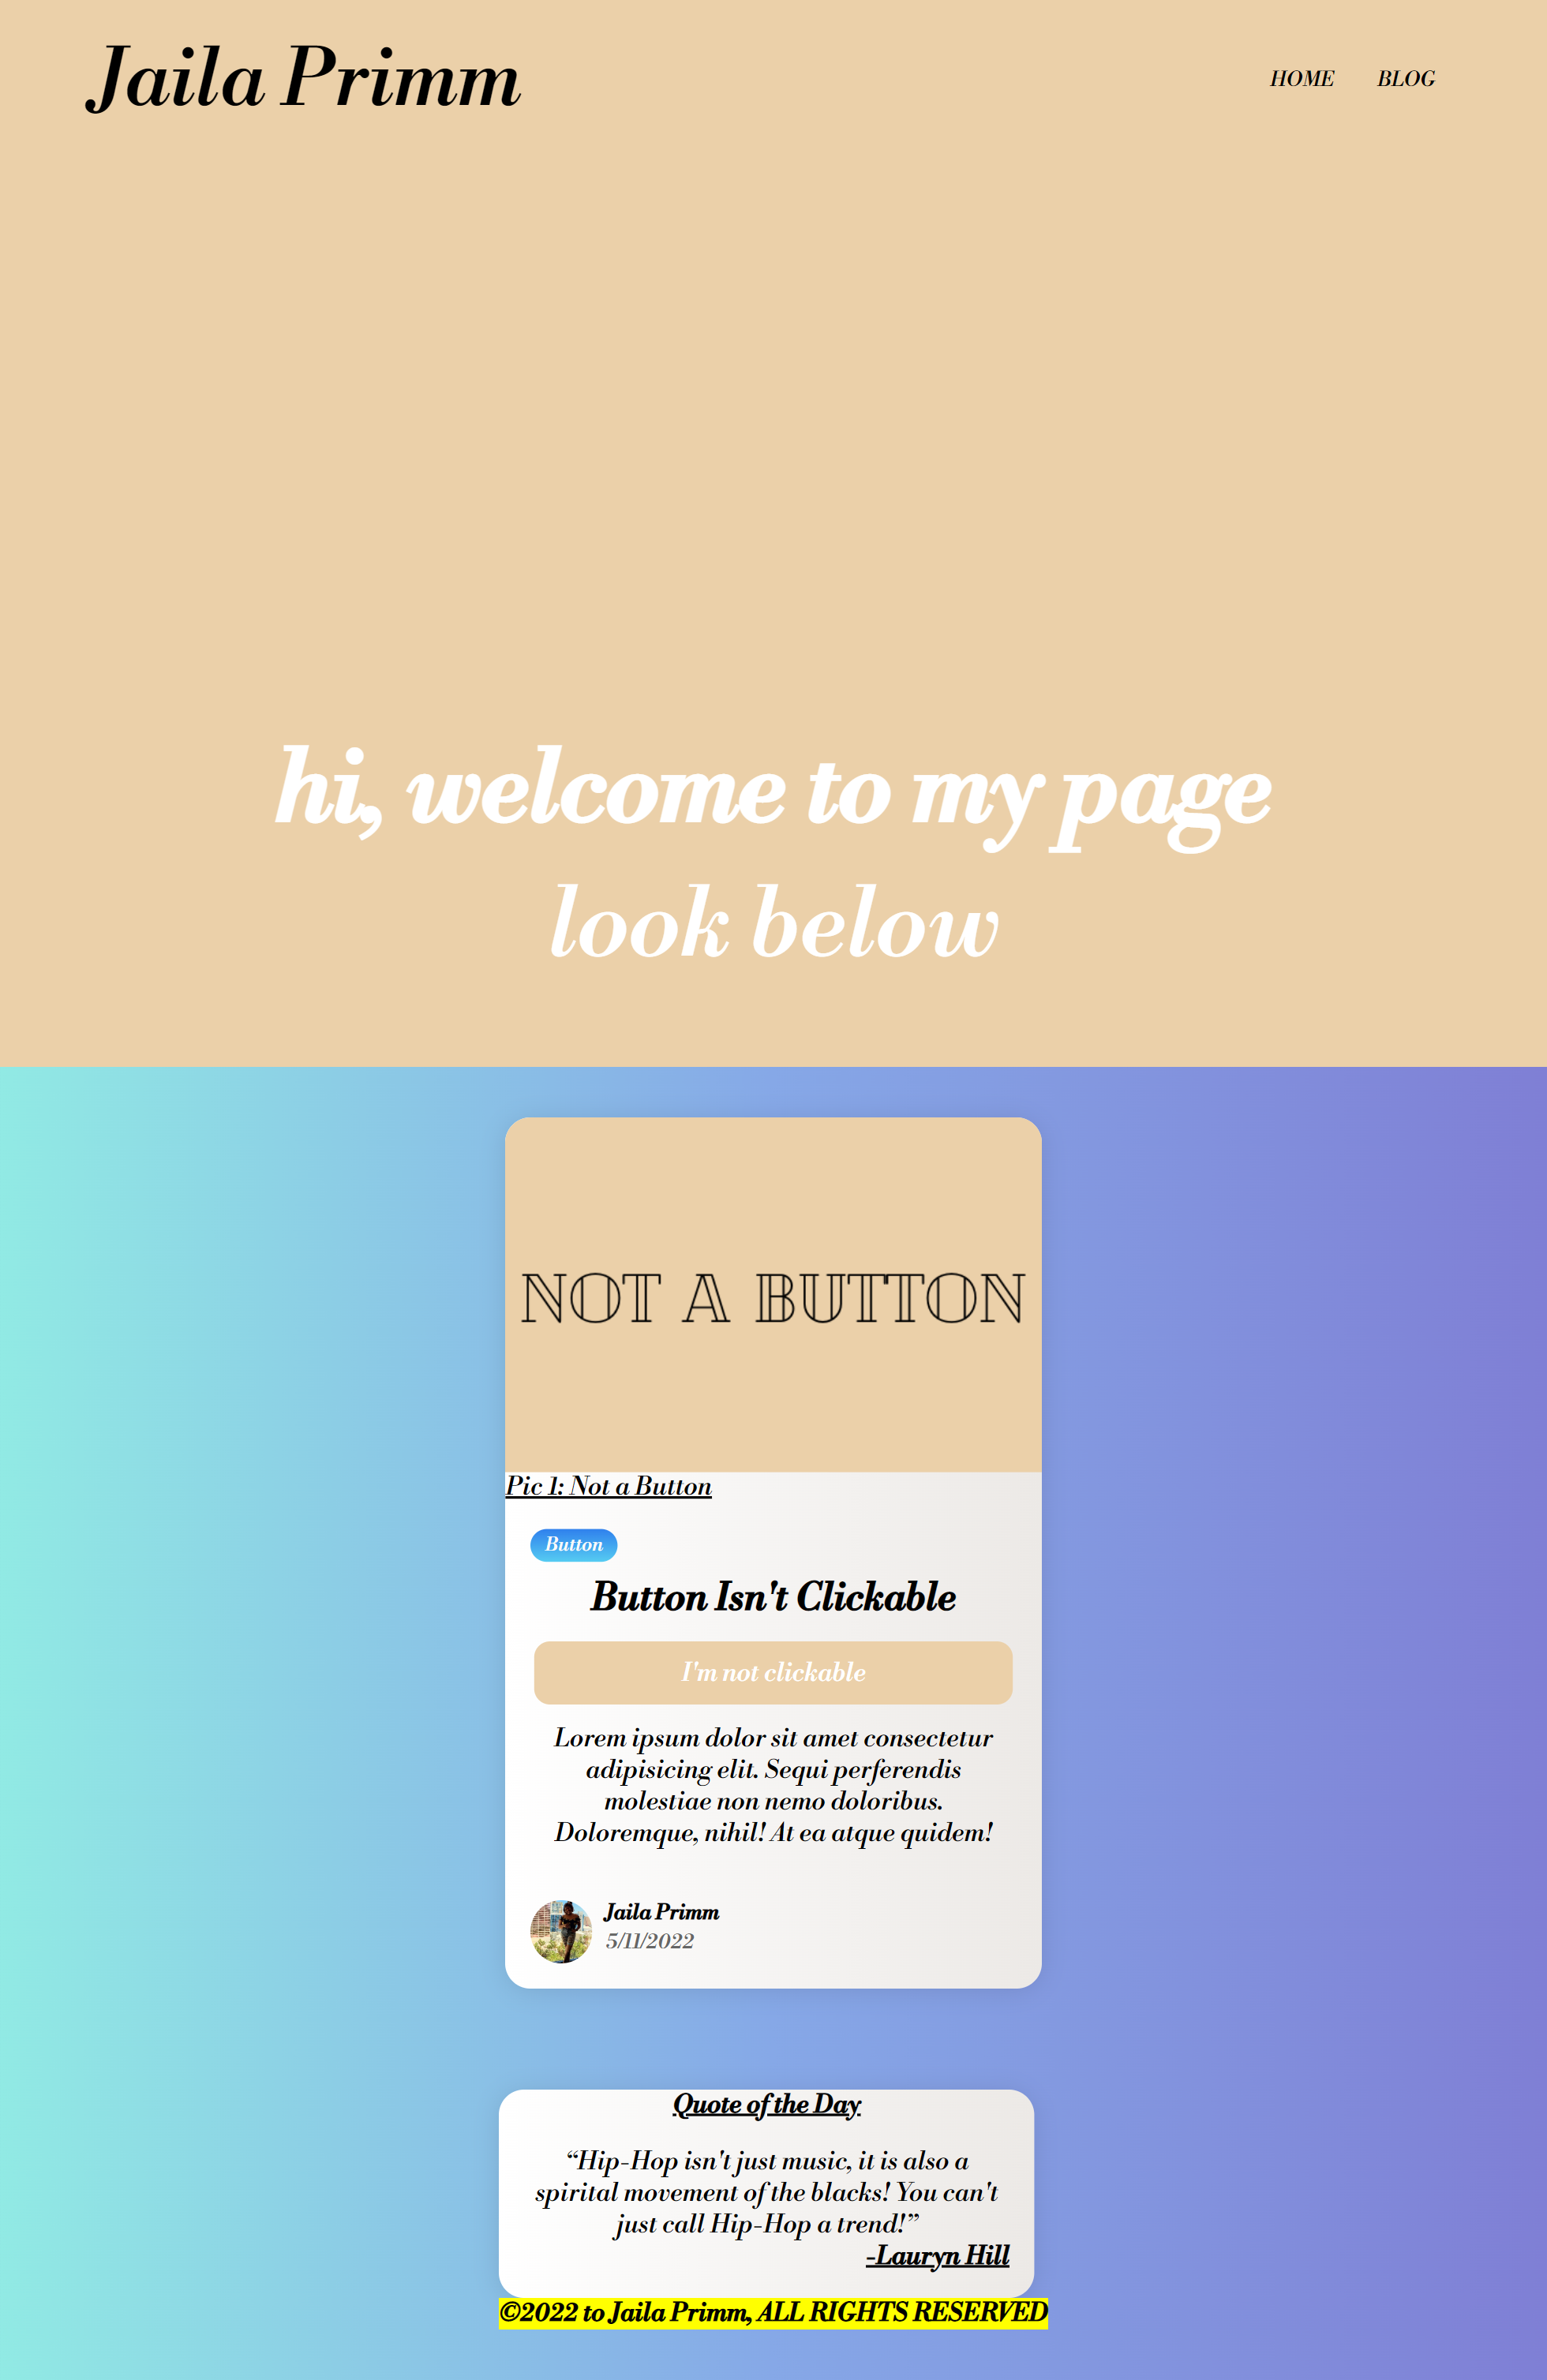 Jaila Primm
HOME BLOG
hi, welcome to my page
look below
NOT A BUTTON
Pic 1: Not a Button
Button
Button Isn't Clickable
I'm not clickable
Lorem ipsum dolor sit amet consectetur
adipisicing elit. Sequi perferendis
molestiae non nemo doloribus.
Doloremque, nihil! At ea atque quidem!
Jaila Primm
5/11/2022
Quote of the Day
“Hip-Hop isn't just music, it is also a
spirital movement of the blacks! You can't
just call Hip-Hop a trend!”
-Lauryn Hill
©2022 to Jaila Primm, ALL RIGHTS RESERVED